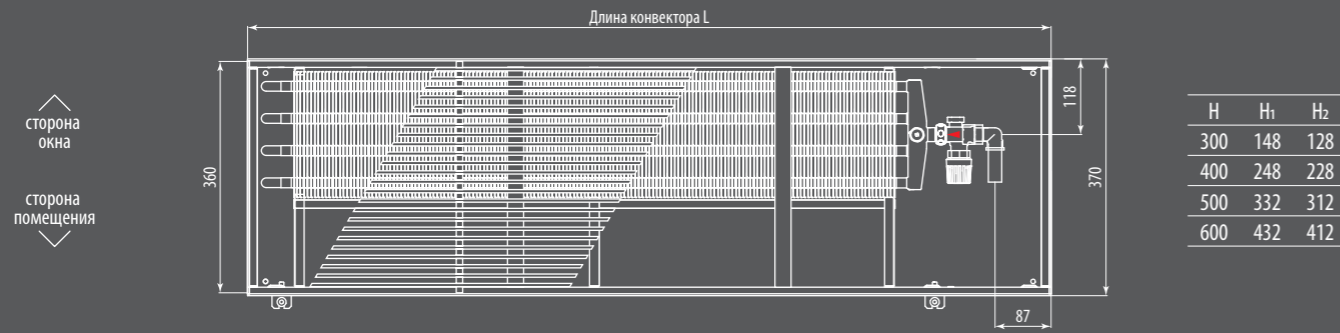 Длина конвектора L
сторона
окна
сторона
помещения
360
118
370
87
H H₁ H₂
300 148 128
400 248 228
500 332 312
600 432 412